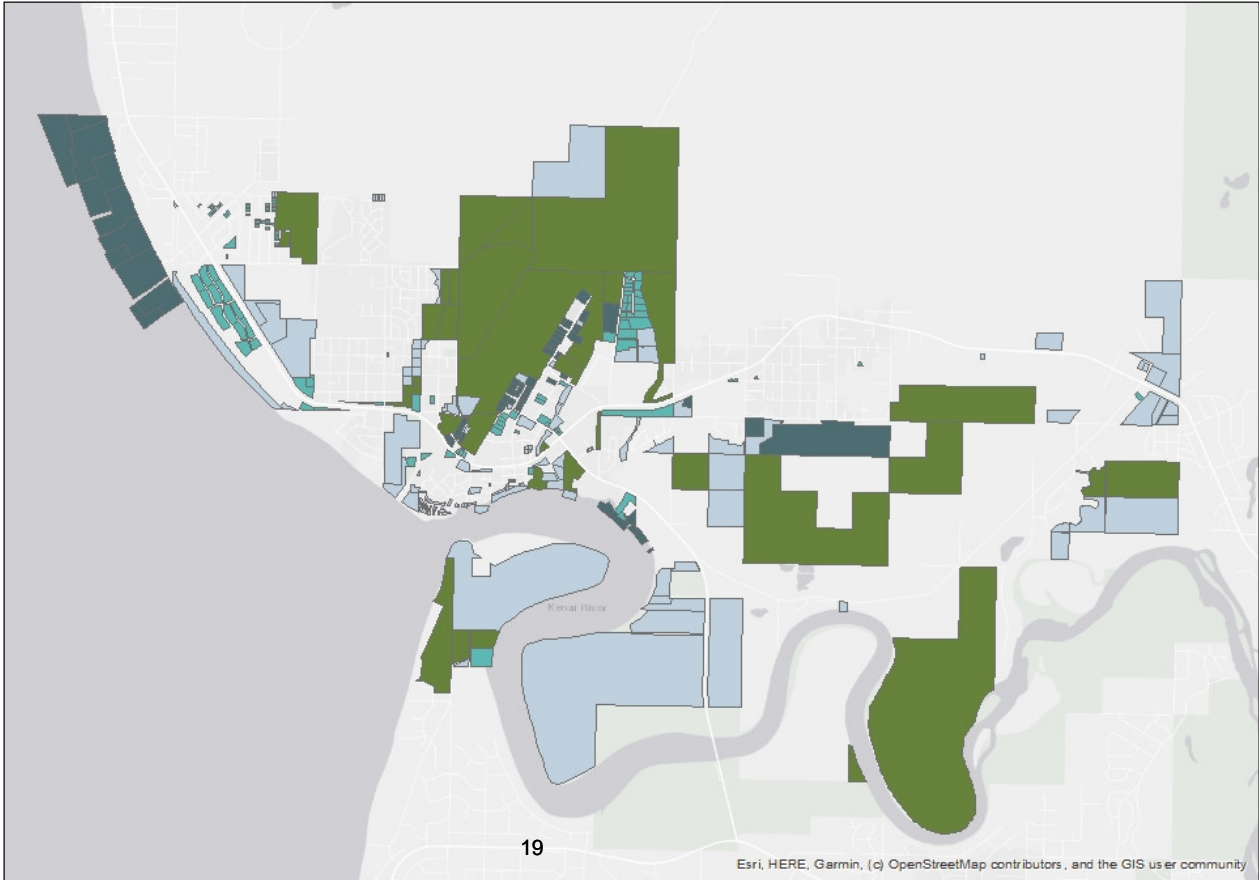 Kenai River
19
Esri, HERE, Garmin, (c) OpenStreetMap contributors, and the GIS user community